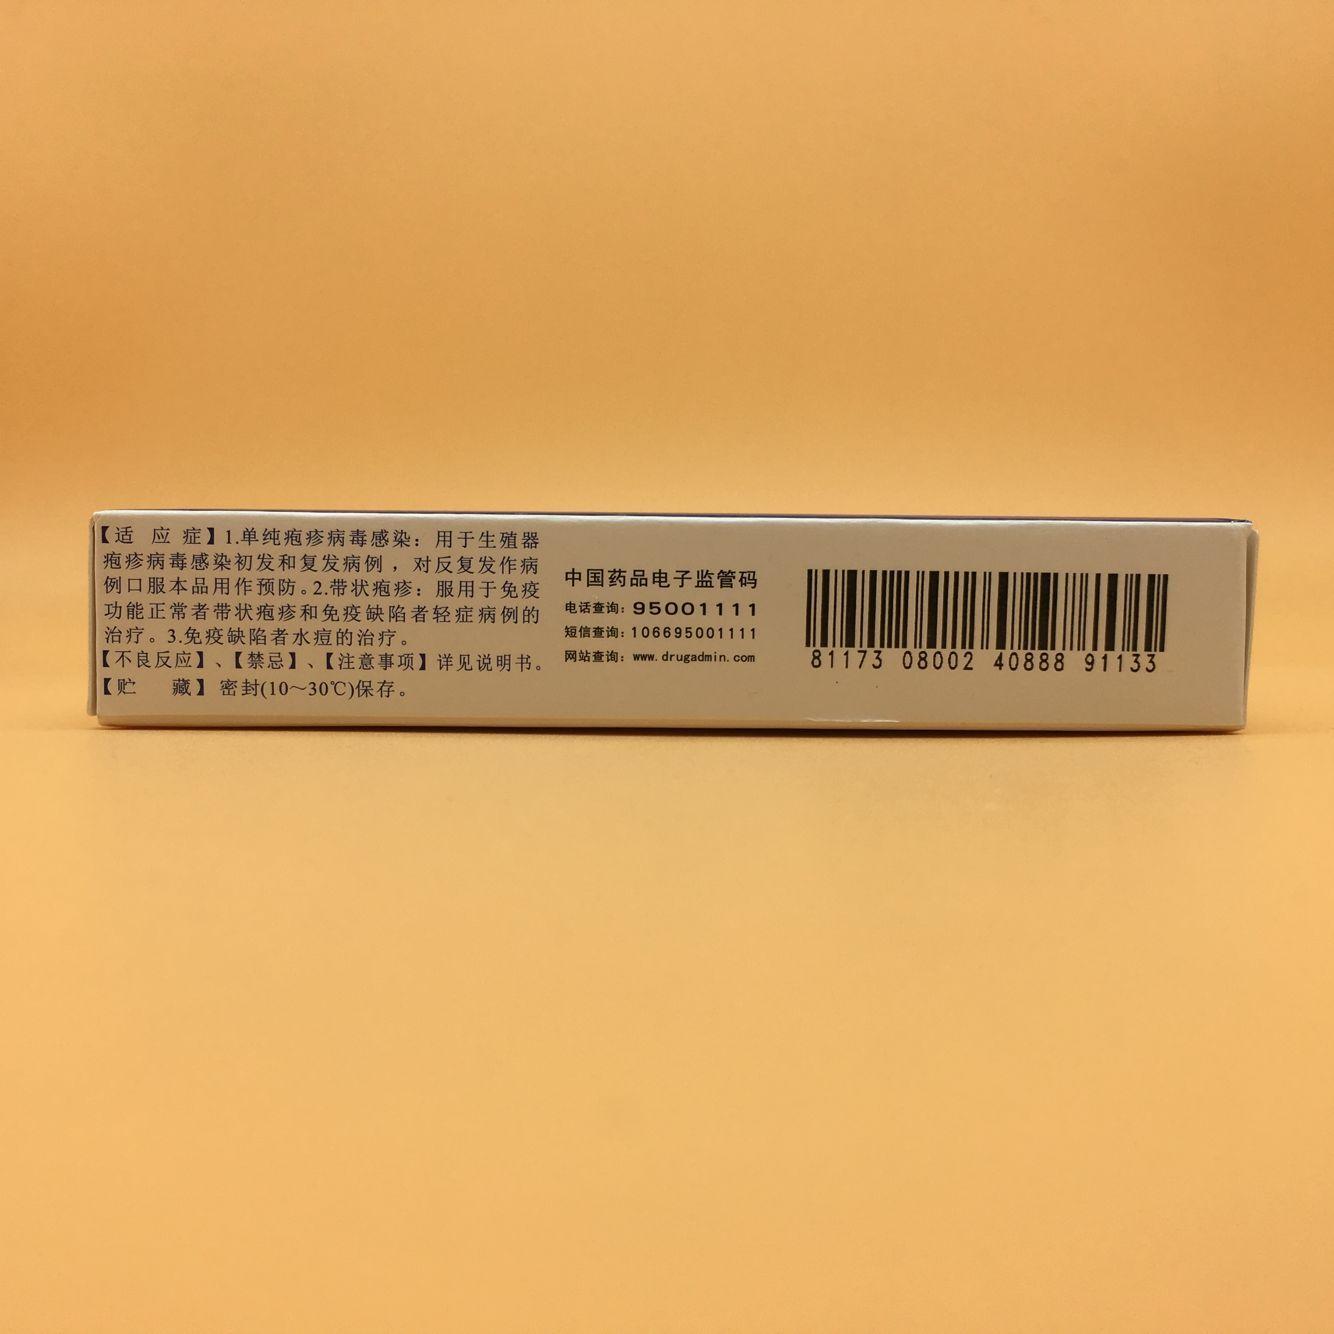 【适 应 症】1.单纯疱疹病毒感染：用于生殖器
疱疹病毒感染初发和复发病例，对反复发作病
例口服本品用作预防。2.带状疱疹：服用于免疫
功能正常者带状疱疹和免疫缺陷者轻症病例的
治疗。3.免疫缺陷者水痘的治疗。
【不良反应】、【禁忌】、【注意事项】详见说明书。
【贮 藏】密封(10～30℃)保存。
中国药品电子监管码
电话查询：95001111
短信查询：106695001111
网站查询：www.drugadmin.com
81173 08002 40888 91133